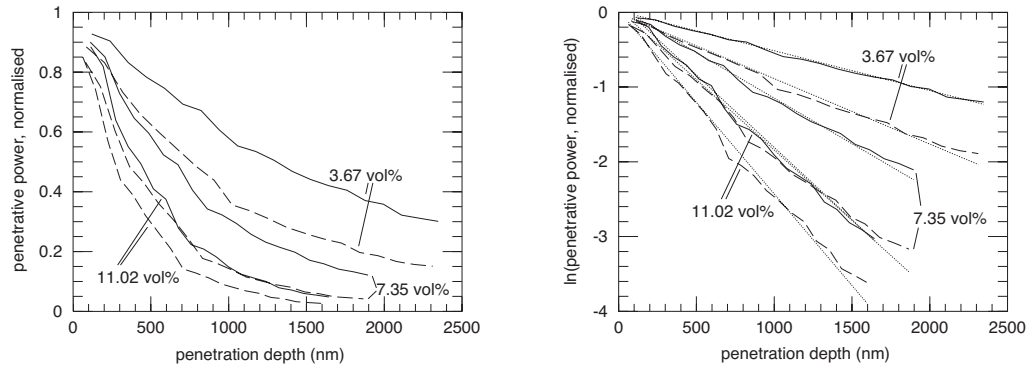 1
0.8
0.6
0.4
0.2
0
penetrative power, normalised
3.67 vol%
11.02 vol%
7.35 vol%
0 500 1000 1500 2000 2500
penetration depth (nm)
0
-1
-2
-3
-4
ln(penetrative power, normalised)
3.67 vol%
11.02 vol%
7.35 vol%
0 500 1000 1500 2000 2500
penetration depth (nm)